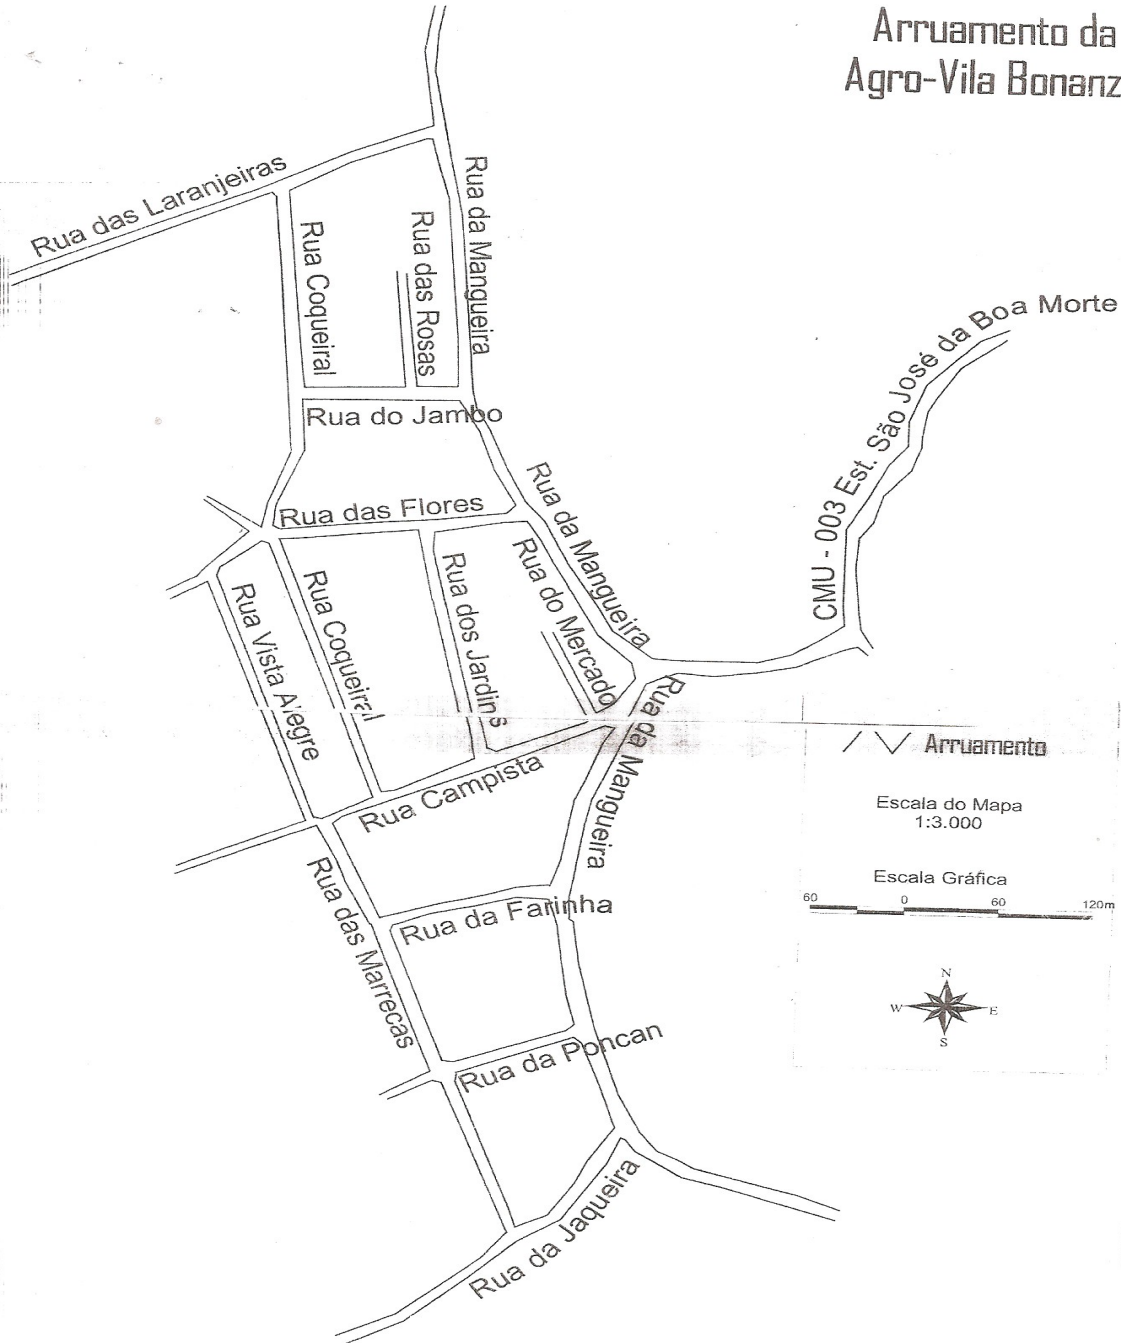 Arruamento da
Agro-Vila Bonanz
Rua das Laranjeiras
Rua da Mangueira
Rua Coqueiral
Rua das Rosas
Rua do Jambo
CMU - 003 Est. São José da Boa Morte
Rua das Flores
Rua da Mangueira
Rua do Mercado
Rua dos Jardins
Rua Coqueiral
Rua Vista Alegre
Rua da Mangueira
Rua Campista
Arruamento
Escala do Mapa
1:3.000
Escala Gráfica
60 0 60 120m
Rua das Marrecas
Rua da Farinha
N
W E
S
Rua da Poncan
Rua da Jaqueira